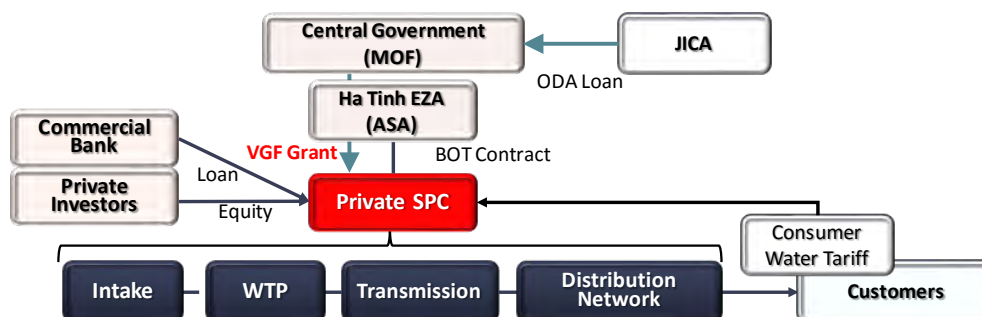 Central Government
(MOF)
JICA
ODA Loan
Ha Tinh EZA
(ASA)
Commercial
Bank
VGF Grant
BOT Contract
Loan
Private
Investors
Equity
Private SPC
Consumer
Water Tariff
Intake
WTP
Transmission
Distribution
Network
Customers